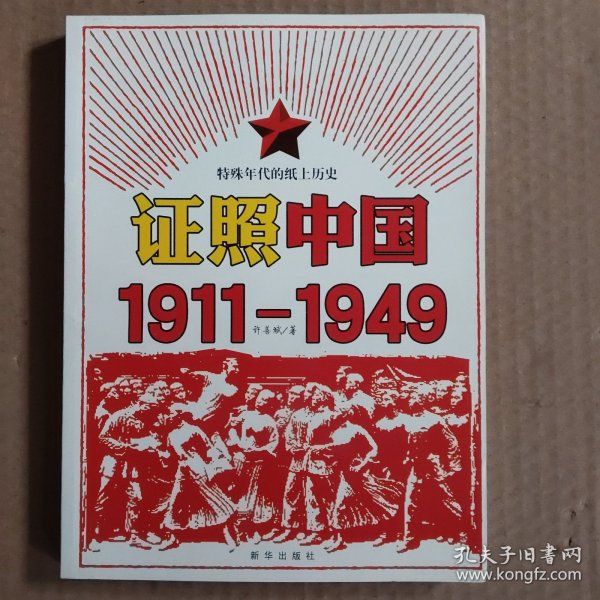 特殊年代的纸上历史
证照中国
1911-1949
许善斌/著
新华出版社
孔夫子旧书网
www.kongfz.com